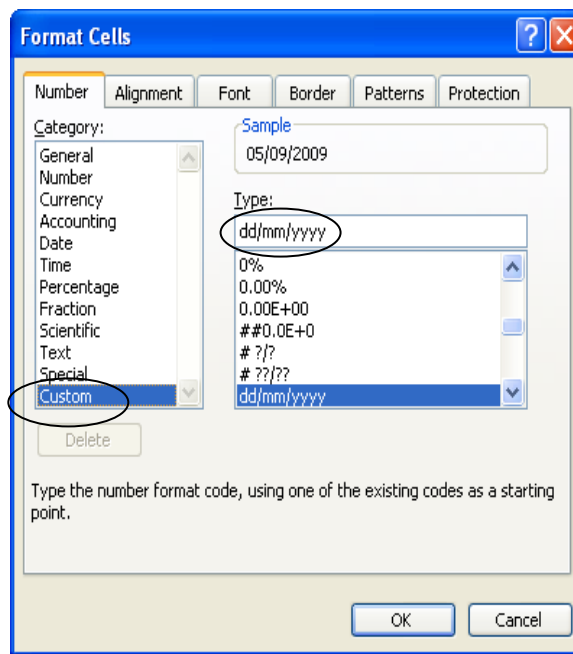 Format Cells
Number Alignment Font Border Patterns Protection
Category:
General
Number
Currency
Accounting
Date
Time
Percentage
Fraction
Scientific
Text
Special
Custom
Delete
Sample
05/09/2009
Type:
dd/mm/yyyy
0%
0.00%
0.00E+00
##0.0E+0
# ?/?
# ??/??
dd/mm/yyyy
Type the number format code, using one of the existing codes as a starting
point.
OK Cancel